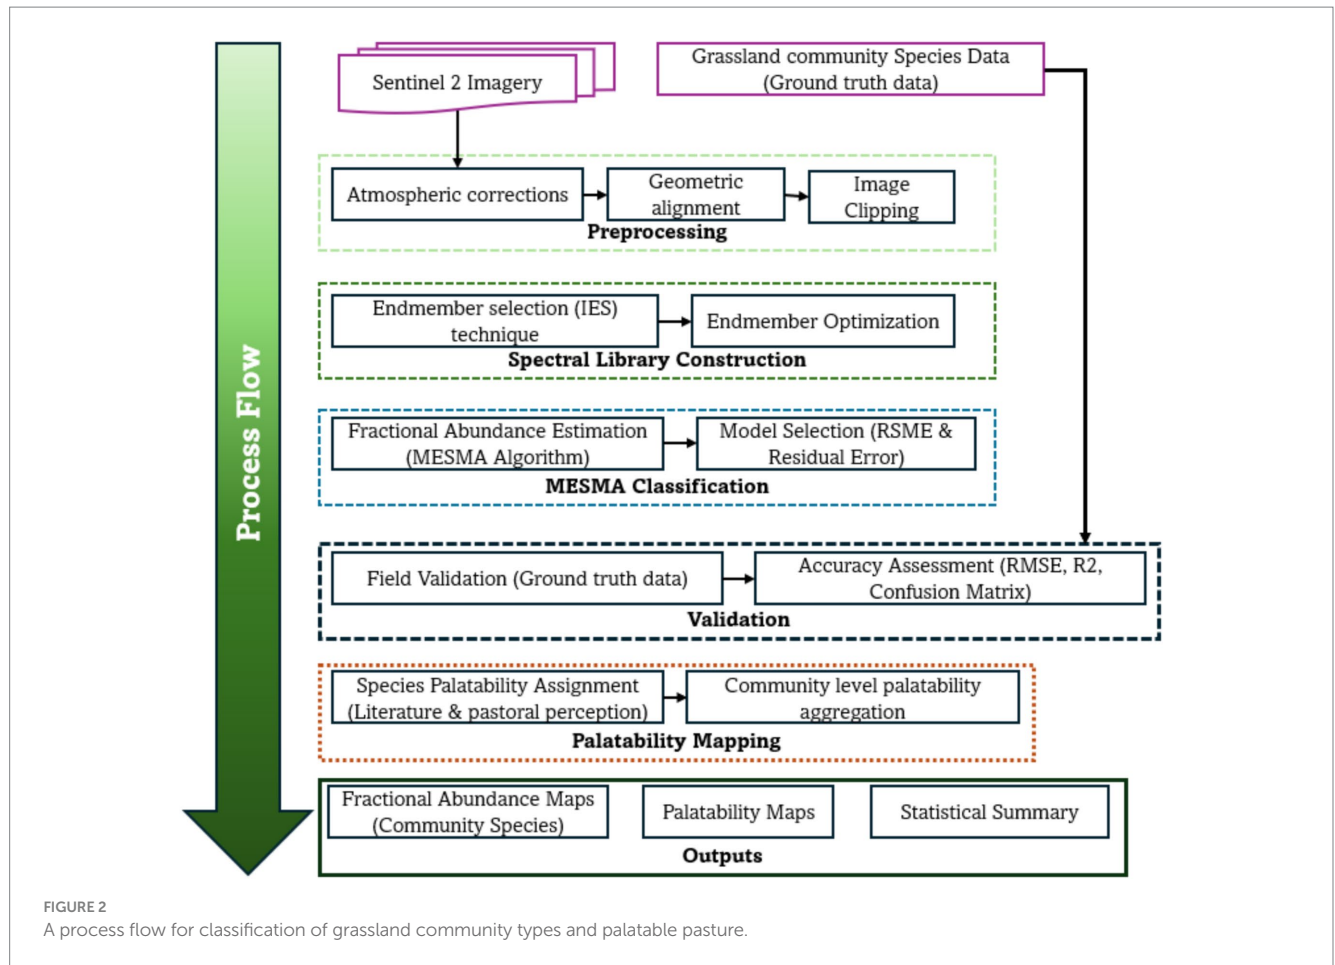 Sentinel 2 Imagery
Grassland community Species Data
(Ground truth data)
Atmospheric corrections
Geometric
alignment
Image
Clipping
Preprocessing
Endmember selection (IES)
technique
Endmember Optimization
Spectral Library Construction
Process Flow
Fractional Abundance Estimation
(MESMA Algorithm)
Model Selection (RSME &
Residual Error)
MESMA Classification
Field Validation (Ground truth data)
Accuracy Assessment (RMSE, R2,
Confusion Matrix)
Validation
Species Palatability Assignment
(Literature & pastoral perception)
Community level palatability
aggregation
Palatability Mapping
Fractional Abundance Maps
(Community Species)
Palatability Maps
Statistical Summary
Outputs
FIGURE 2
A process flow for classification of grassland community types and palatable pasture.